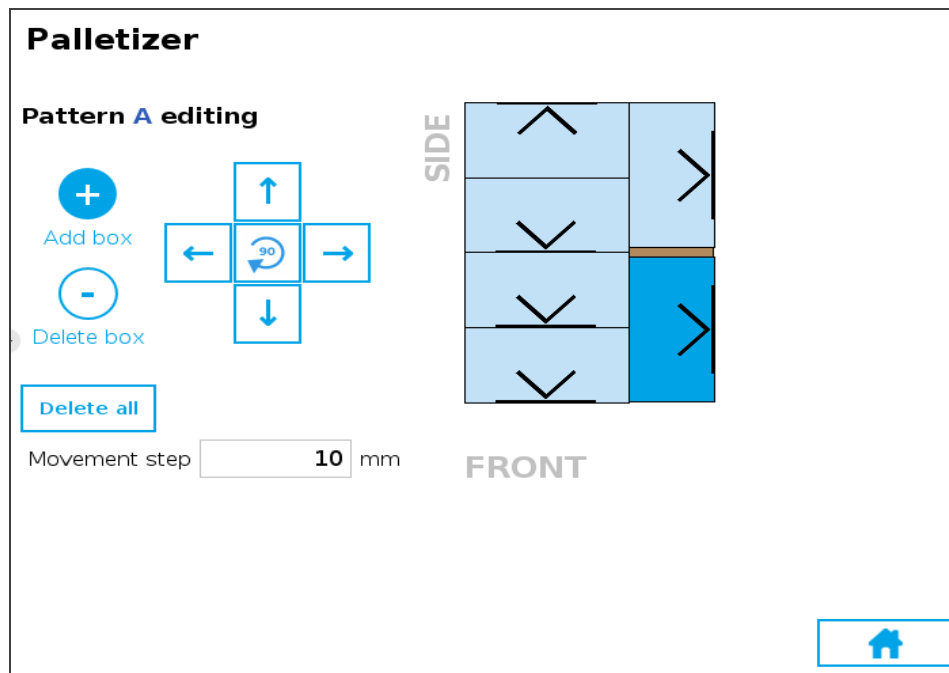 Palletizer
Pattern A editing
SIDE
+
Add box
↑
← 90 →
-
Delete box
↓
Delete all
Movement step 10 mm
FRONT